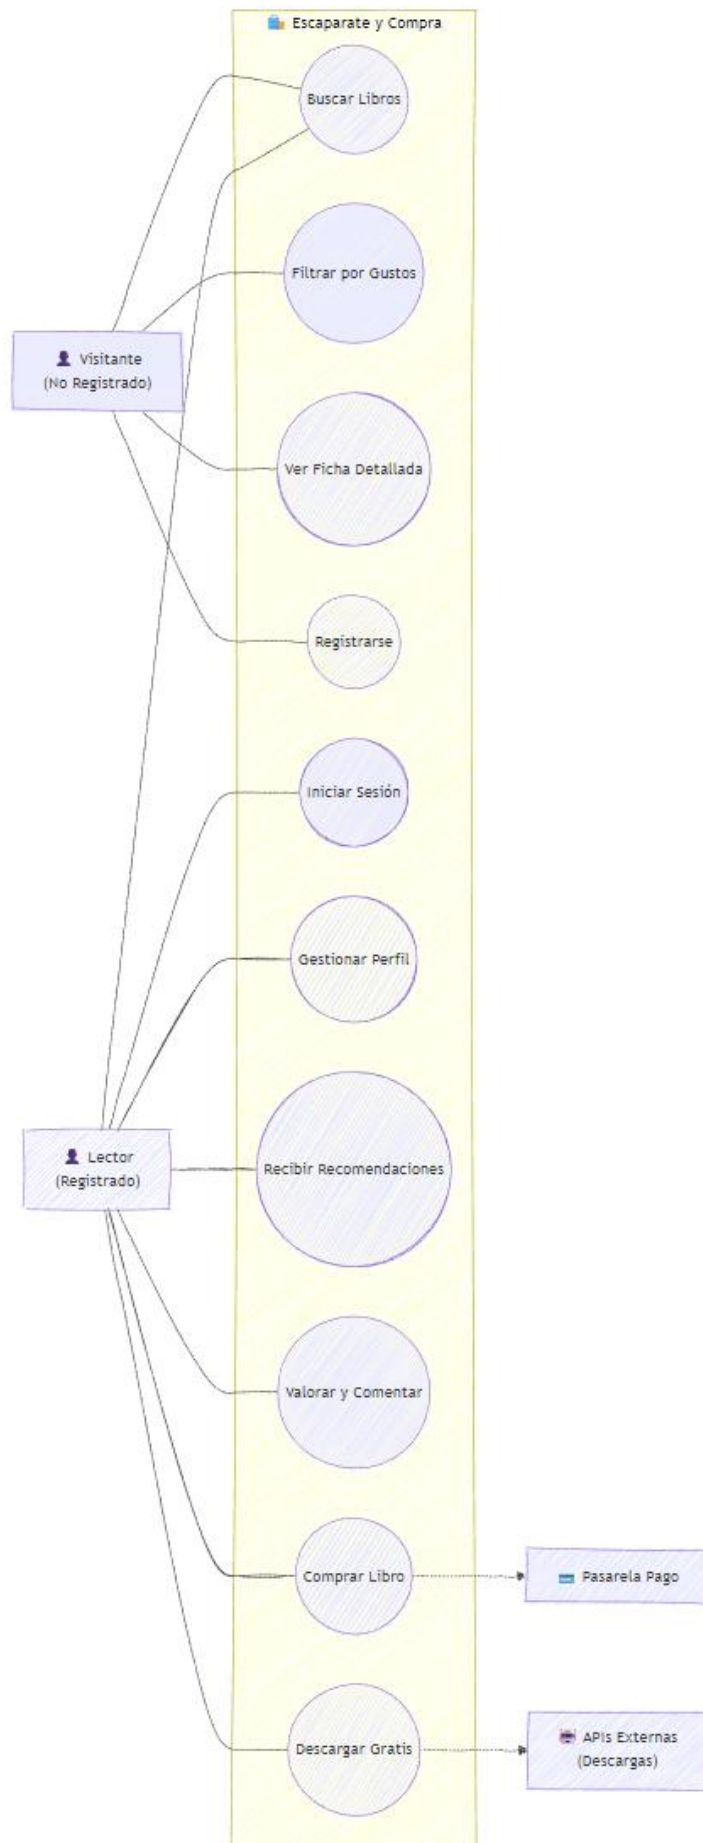 🛍️ Escaparate y Compra
Buscar Libros
Filtrar por Gustos
👤 Visitante
(No Registrado)
Ver Ficha Detallada
Registrarse
Iniciar Sesión
Gestionar Perfil
👤 Lector
(Registrado)
Recibir Recomendaciones
Valorar y Comentar
Comprar Libro
💳 Pasarela Pago
Descargar Gratis
APIs Externas
(Descargas)